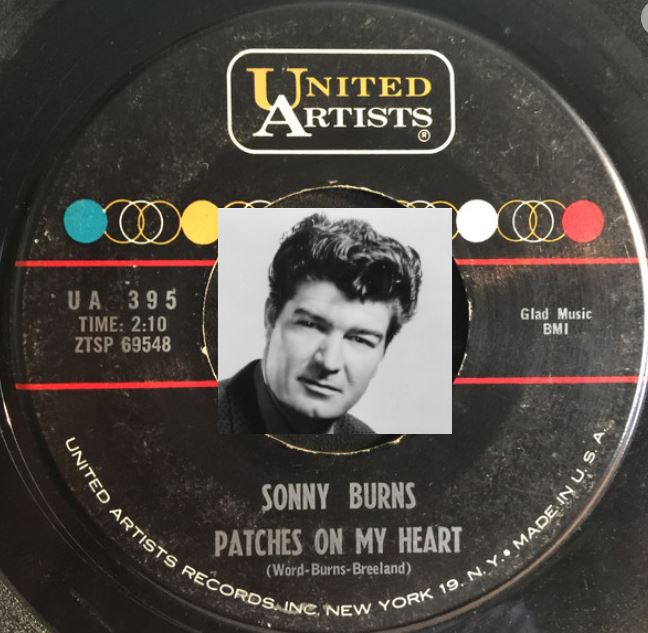 UNITED
ARTISTS®
UA 395
TIME: 2:10
ZTSP 69548
Glad Music
BMI
SONNY BURNS
PATCHES ON MY HEART
(Word-Burns-Breeland)
UNITED ARTISTS RECORDS, INC. NEW YORK 19, N. Y. • MADE IN U. S. A.